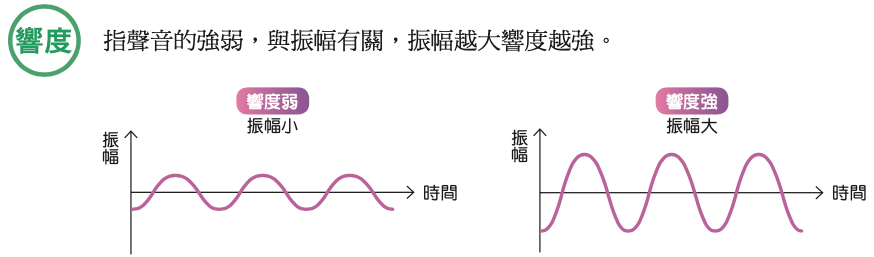 響度
指聲音的強弱，與振幅有關，振幅越大響度越強。
響度弱
振幅小
振幅
時間
響度強
振幅大
振幅
時間